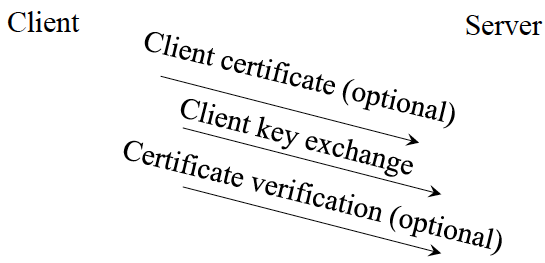 Client
Server
Client certificate (optional)
Client key exchange
Certificate verification (optional)